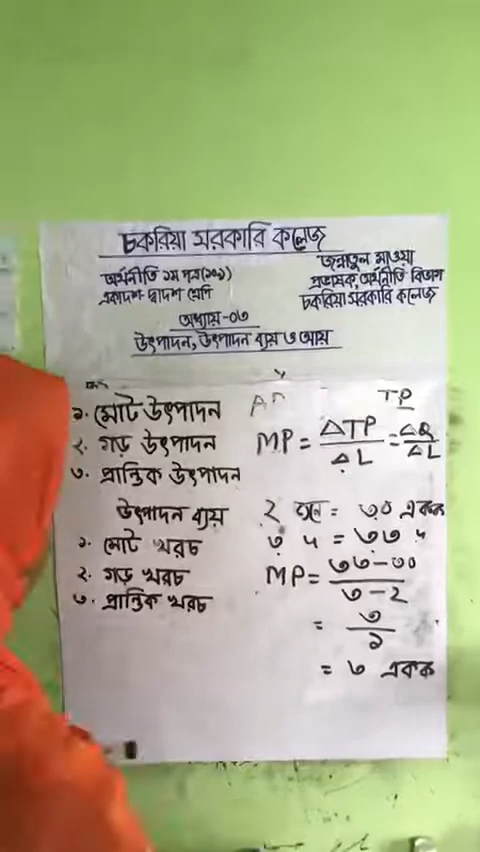 চকরিয়া সরকারি কলেজ
অর্থনীতি ১ম পত্র(১০৯)
একাদশ-দ্বাদশ শ্রেণি
জন্নাতুল মাওয়া
প্রভাষক, অর্থনীতি বিভাগ
চকরিয়া সরকারি কলেজ
অধ্যায়-০৩
উৎপাদন, উৎপাদন ব্যয় ও আয়
১. মোট উৎপাদন
২. গড় উৎপাদন
৩. প্রান্তিক উৎপাদন
উৎপাদন ব্যয়
১. মোট খরচ
২. গড় খরচ
৩. প্রান্তিক খরচ
TP
MP = ΔTP/ΔL = ΔQ/ΔL
২ হলে = ৩০ একক
৩ " = ৩৩ "
MP = ৩৩-৩০/৩-২
= ৩/১
= ৩ একক